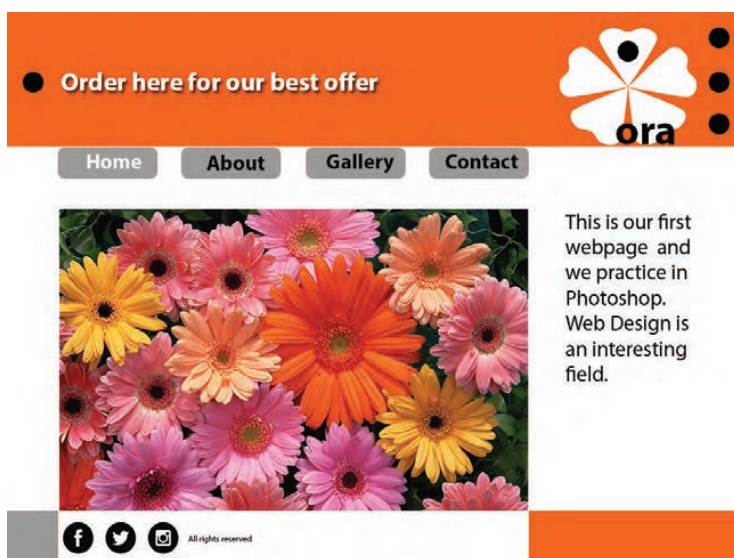 Order here for our best offer
ora
Home
About
Gallery
Contact
This is our first
webpage and
we practice in
Photoshop.
Web Design is
an interesting
field.
f
All rights reserved